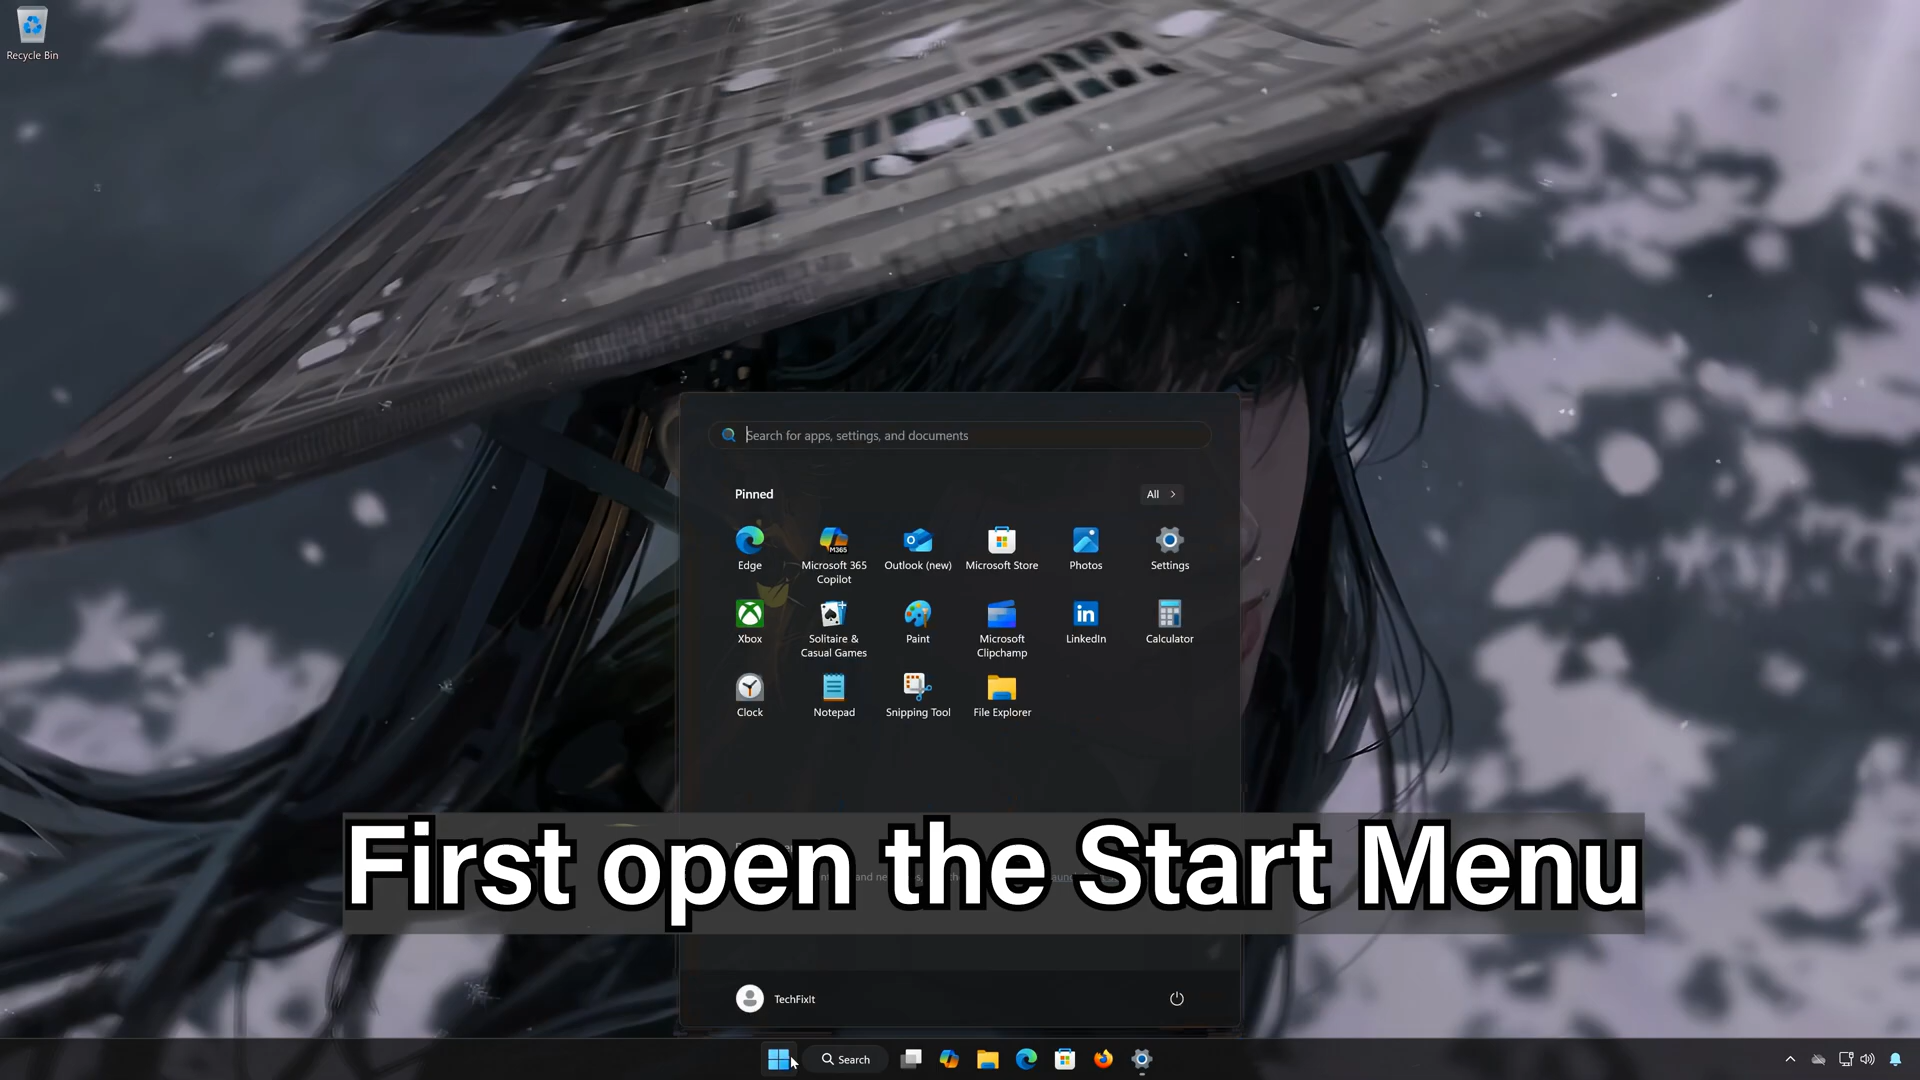 Recycle Bin
Search for apps, settings, and documents
Pinned
All
Edge
Microsoft 365
Copilot
Outlook (new)
Microsoft Store
Photos
Settings
M365
Xbox
Solitaire &
Casual Games
Paint
Microsoft
Clipchamp
LinkedIn
Calculator
in
Clock
Notepad
Snipping Tool
File Explorer
First open the Start Menu
TechFixIt
Search